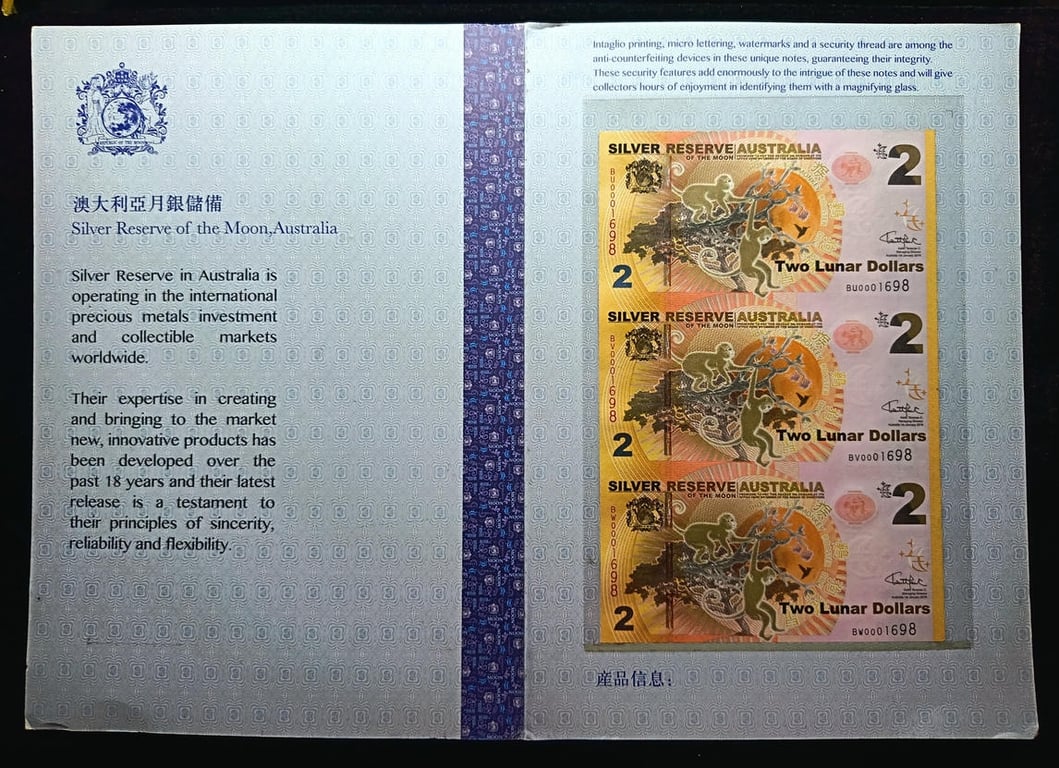 REPUBLIC OF THE MOON
澳大利亞月銀儲備
Silver Reserve of the Moon,Australia
Silver Reserve in Australia is
operating in the international
precious metals investment
and collectible markets
worldwide.
Their expertise in creating
and bringing to the market
new, innovative products has
been developed over the
past 18 years and their latest
release is a testament to
their principles of sincerity,
reliability and flexibility.
Intaglio printing, micro lettering, watermarks and a security thread are among the
anti-counterfeiting devices in these unique notes, guaranteeing their integrity.
These security features add enormously to the intrigue of these notes and will give
collectors hours of enjoyment in identifying them with a magnifying glass.
SILVER RESERVE AUSTRALIA
OF THE MOON
2
BU0001698
2
Two Lunar Dollars
BU0001698
SILVER RESERVE AUSTRALIA
OF THE MOON
2
BV0001698
2
Two Lunar Dollars
BV0001698
SILVER RESERVE AUSTRALIA
OF THE MOON
2
BW0001698
2
Two Lunar Dollars
BW0001698
産品信息: